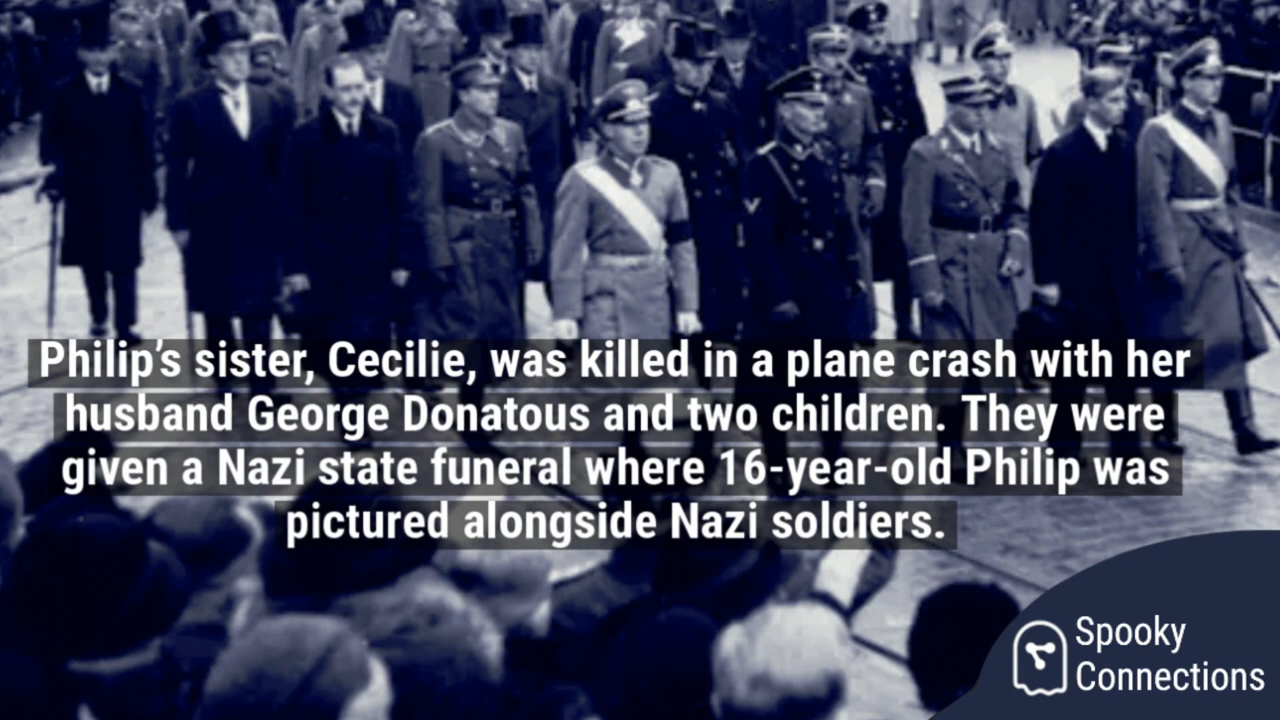 Philip’s sister, Cecilie, was killed in a plane crash with her
husband George Donatous and two children. They were
given a Nazi state funeral where 16-year-old Philip was
pictured alongside Nazi soldiers.
Spooky
Connections